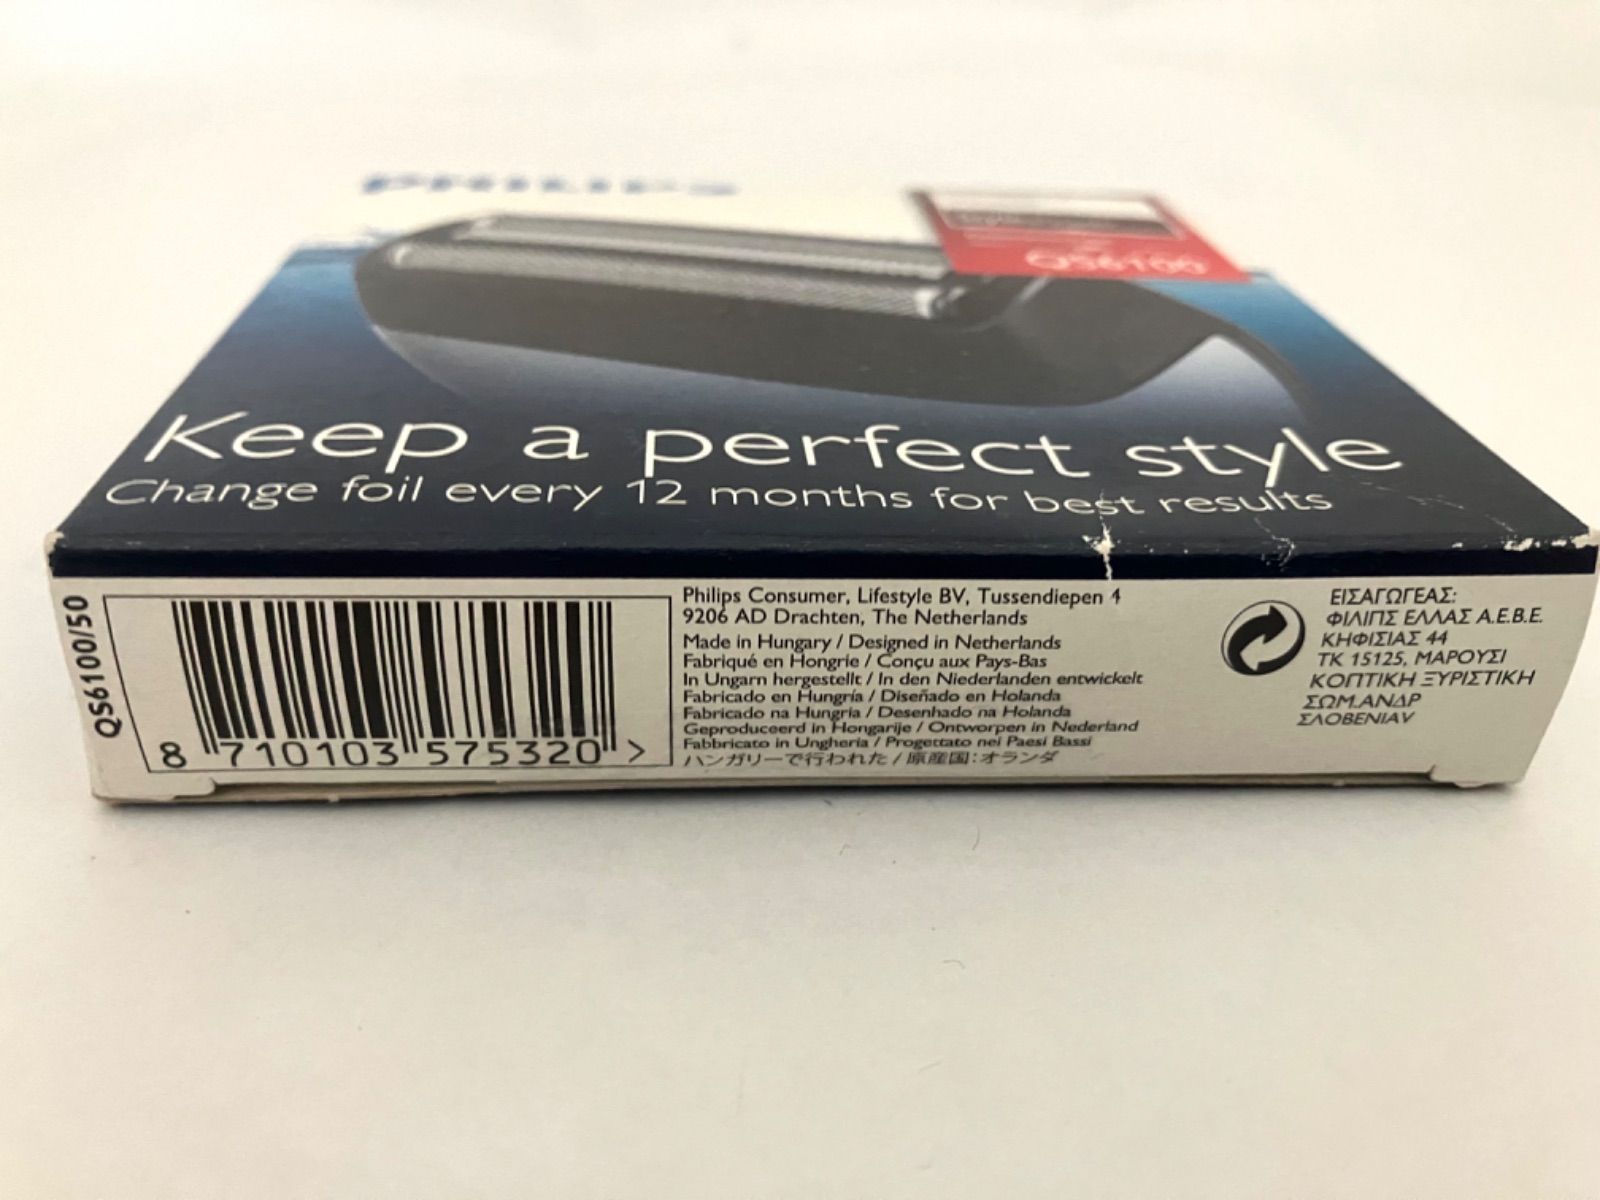 PHILIPS
QS6100
Keep a perfect style
Change foil every 12 months for best results
QS6100/50
8 710103 575320 >
Philips Consumer, Lifestyle BV, Tussendiepen 4
9206 AD Drachten, The Netherlands
Made in Hungary / Designed in Netherlands
Fabriqué en Hongrie / Conçu aux Pays-Bas
In Ungarn hergestellt / In den Niederlanden entwickelt
Fabricado en Hungría / Diseñado en Holanda
Fabricado na Hungria / Desenhado na Holanda
Geproduceerd in Hongarije / Ontworpen in Nederland
Fabbricato in Ungheria / Progettato nei Paesi Bassi
ハンガリーで行われた / 原産国：オランダ
ΕΙΣΑΓΩΓΕΑΣ:
ΦΙΛΙΠΣ ΕΛΛΑΣ Α.Ε.Β.Ε.
ΚΗΦΙΣΙΑΣ 44
ΤΚ 15125, ΜΑΡΟΥΣΙ
ΚΟΠΤΙΚΗ ΞΥΡΙΣΤΙΚΗ
ΣΩΜ.ΑΝΔΡ
ΣΛΟΒΕΝΙΑV